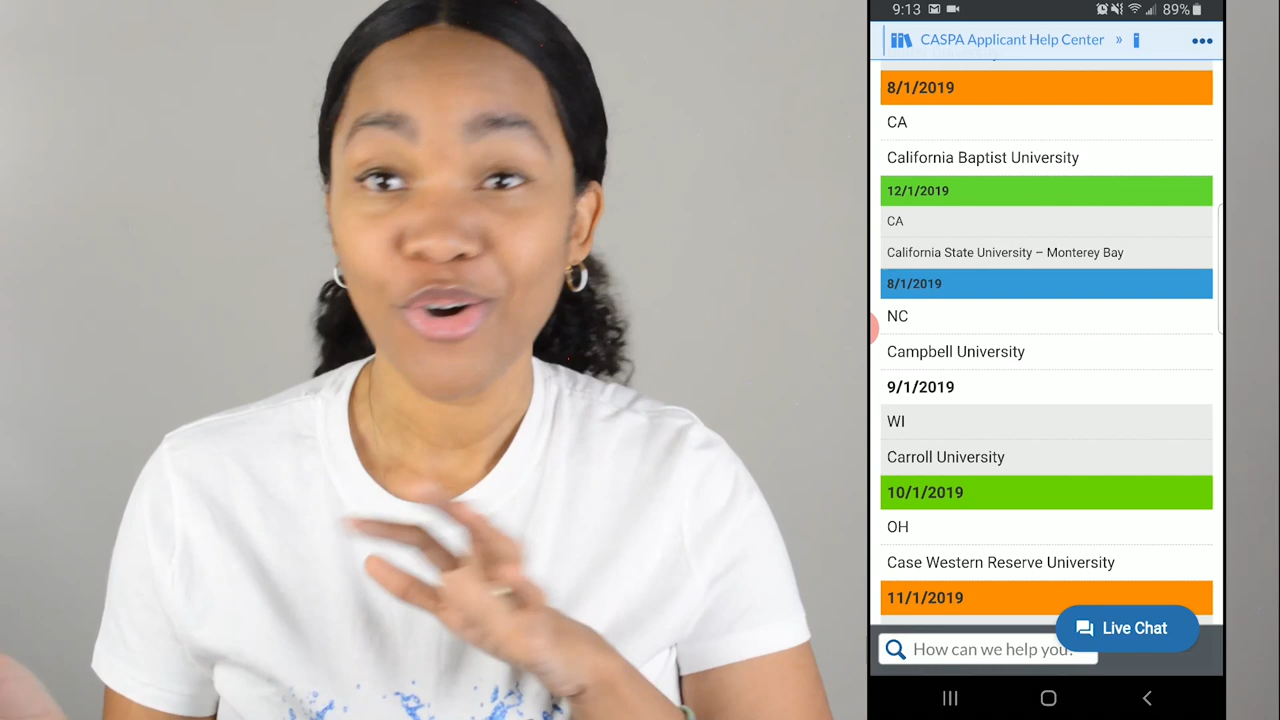 9:13
89%
CASPA Applicant Help Center »
8/1/2019
CA
California Baptist University
12/1/2019
CA
California State University – Monterey Bay
8/1/2019
NC
Campbell University
9/1/2019
WI
Carroll University
10/1/2019
OH
Case Western Reserve University
11/1/2019
Live Chat
How can we help you?